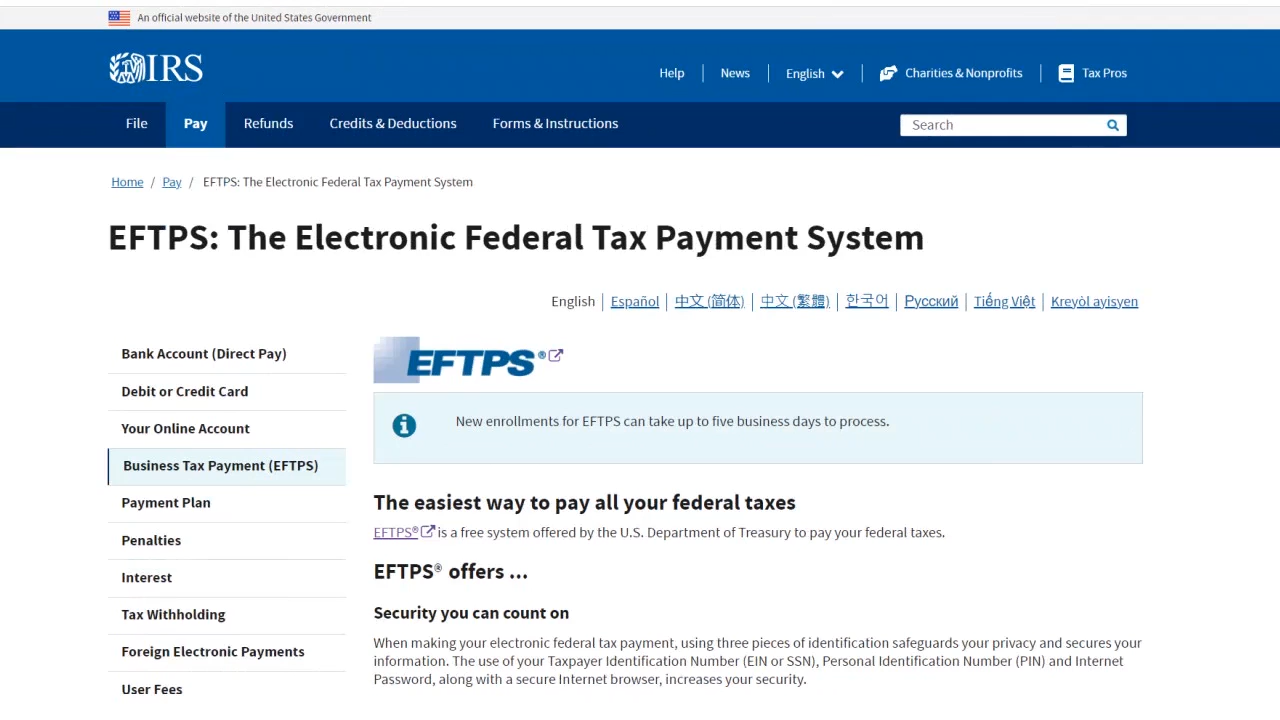 An official website of the United States Government
IRS
Help
News
English
Charities & Nonprofits
Tax Pros
File
Pay
Refunds
Credits & Deductions
Forms & Instructions
Search
Home / Pay / EFTPS: The Electronic Federal Tax Payment System
EFTPS: The Electronic Federal Tax Payment System
English | Español | 中文 (简体) | 中文 (繁體) | 한국어 | Русский | Tiếng Việt | Kreyòl ayisyen
Bank Account (Direct Pay)
Debit or Credit Card
Your Online Account
Business Tax Payment (EFTPS)
Payment Plan
Penalties
Interest
Tax Withholding
Foreign Electronic Payments
User Fees
EFTPS®
New enrollments for EFTPS can take up to five business days to process.
The easiest way to pay all your federal taxes
EFTPS® is a free system offered by the U.S. Department of Treasury to pay your federal taxes.
EFTPS® offers ...
Security you can count on
When making your electronic federal tax payment, using three pieces of identification safeguards your privacy and secures your
information. The use of your Taxpayer Identification Number (EIN or SSN), Personal Identification Number (PIN) and Internet
Password, along with a secure Internet browser, increases your security.